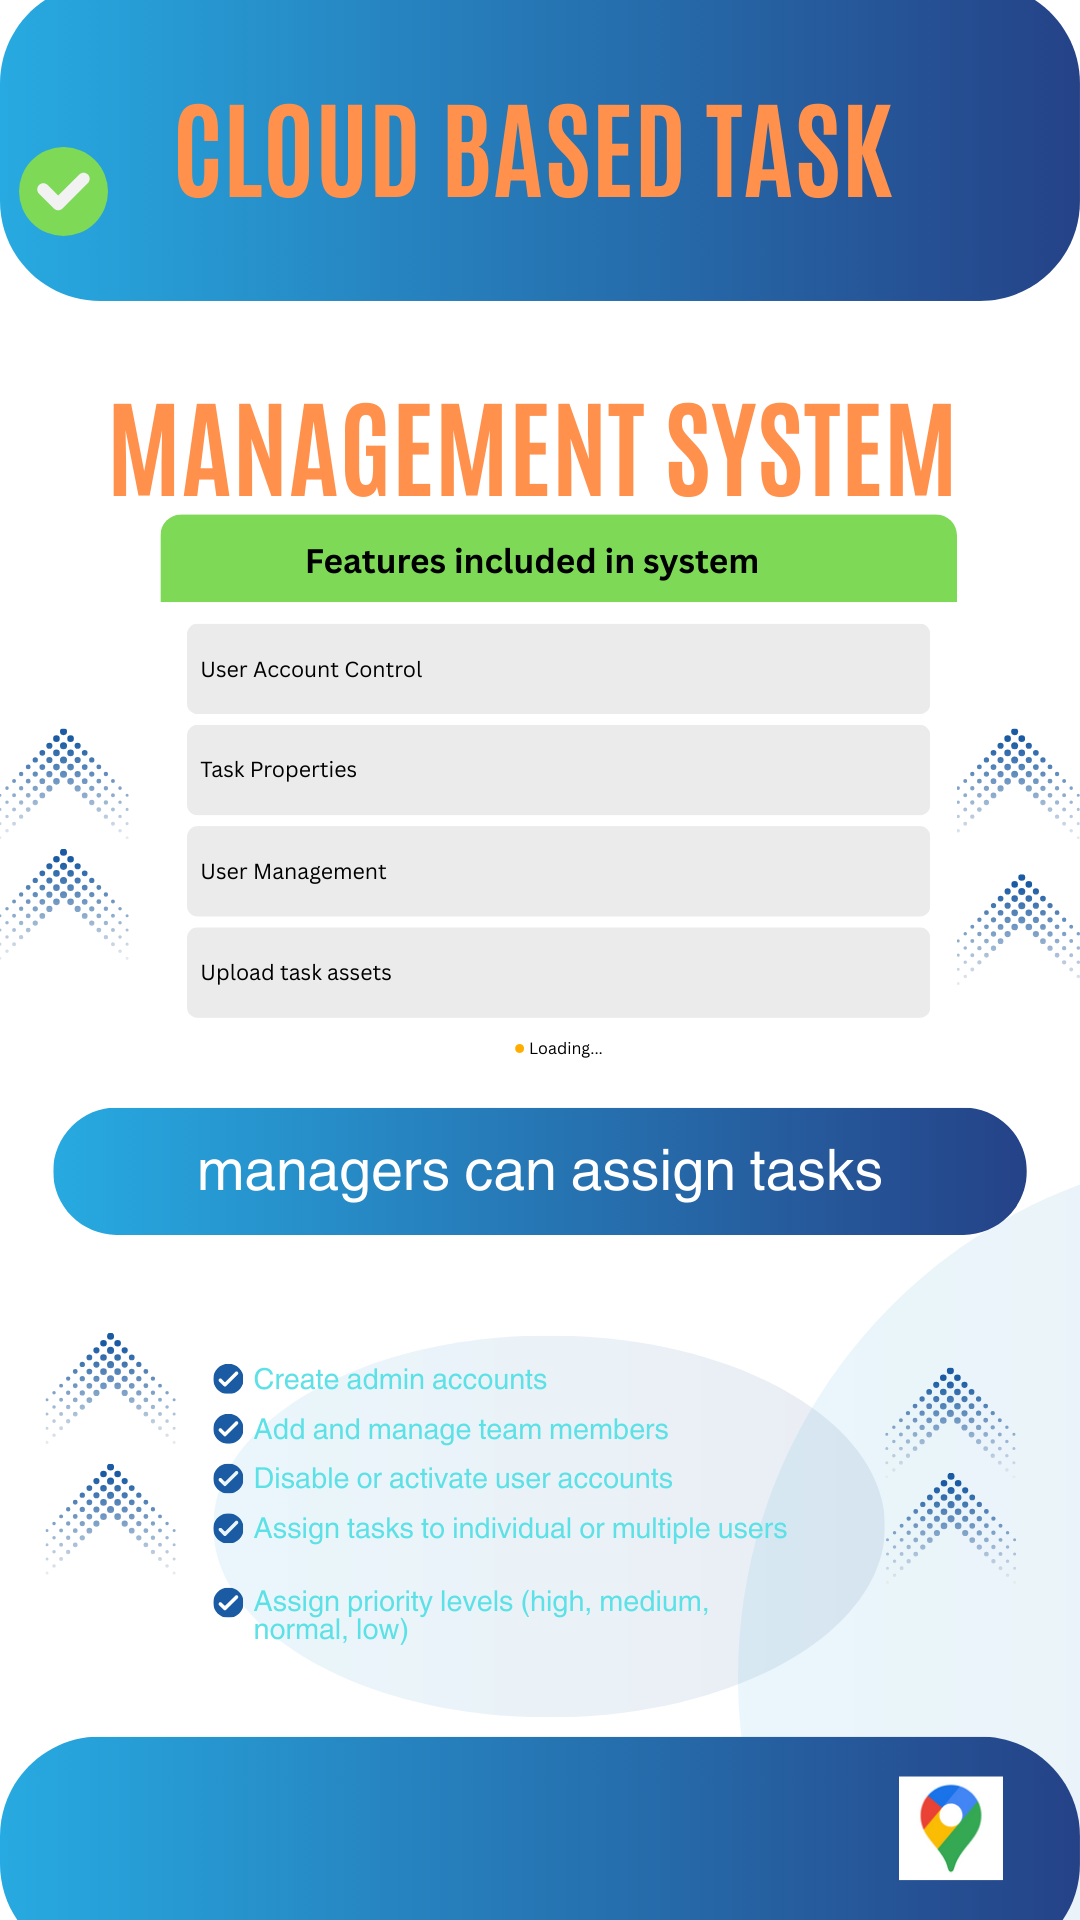 CLOUD BASED TASK
MANAGEMENT SYSTEM
Features included in system
User Account Control
Task Properties
User Management
Upload task assets
Loading...
managers can assign tasks
Create admin accounts
Add and manage team members
Disable or activate user accounts
Assign tasks to individual or multiple users
Assign priority levels (high, medium,
normal, low)